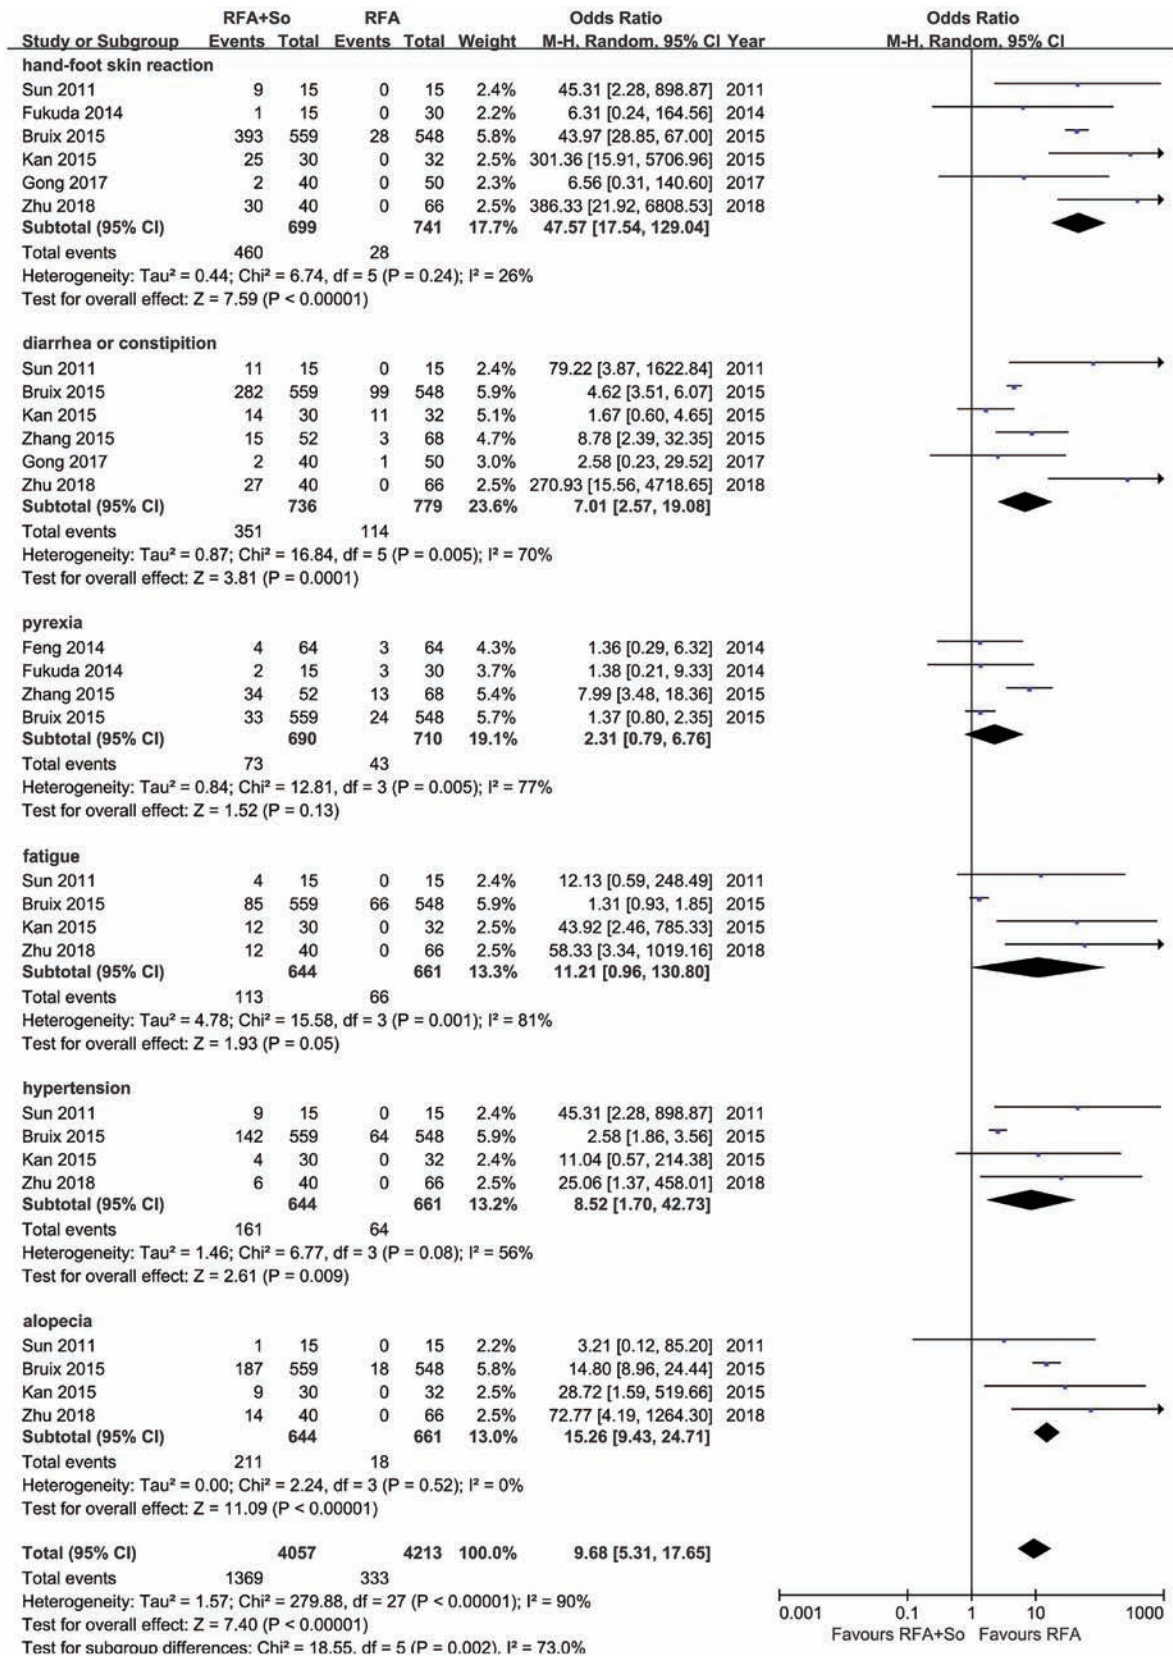 RFA+So RFA Odds Ratio Odds Ratio
Study or Subgroup Events Total Events Total Weight M-H, Random, 95% CI Year M-H, Random, 95% CI
hand-foot skin reaction
Sun 2011 9 15 0 15 2.4% 45.31 [2.28, 898.87] 2011
Fukuda 2014 1 15 0 30 2.2% 6.31 [0.24, 164.56] 2014
Bruix 2015 393 559 28 548 5.8% 43.97 [28.85, 67.00] 2015
Kan 2015 25 30 0 32 2.5% 301.36 [15.91, 5706.96] 2015
Gong 2017 2 40 0 50 2.3% 6.56 [0.31, 140.60] 2017
Zhu 2018 30 40 0 66 2.5% 386.33 [21.92, 6808.53] 2018
Subtotal (95% CI) 699 741 17.7% 47.57 [17.54, 129.04]
Total events 460 28
Heterogeneity: Tau² = 0.44; Chi² = 6.74, df = 5 (P = 0.24); I² = 26%
Test for overall effect: Z = 7.59 (P < 0.00001)
diarrhea or constipition
Sun 2011 11 15 0 15 2.4% 79.22 [3.87, 1622.84] 2011
Bruix 2015 282 559 99 548 5.9% 4.62 [3.51, 6.07] 2015
Kan 2015 14 30 11 32 5.1% 1.67 [0.60, 4.65] 2015
Zhang 2015 15 52 3 68 4.7% 8.78 [2.39, 32.35] 2015
Gong 2017 2 40 1 50 3.0% 2.58 [0.23, 29.52] 2017
Zhu 2018 27 40 0 66 2.5% 270.93 [15.56, 4718.65] 2018
Subtotal (95% CI) 736 779 23.6% 7.01 [2.57, 19.08]
Total events 351 114
Heterogeneity: Tau² = 0.87; Chi² = 16.84, df = 5 (P = 0.005); I² = 70%
Test for overall effect: Z = 3.81 (P = 0.0001)
pyrexia
Feng 2014 4 64 3 64 4.3% 1.36 [0.29, 6.32] 2014
Fukuda 2014 2 15 3 30 3.7% 1.38 [0.21, 9.33] 2014
Zhang 2015 34 52 13 68 5.4% 7.99 [3.48, 18.36] 2015
Bruix 2015 33 559 24 548 5.7% 1.37 [0.80, 2.35] 2015
Subtotal (95% CI) 690 710 19.1% 2.31 [0.79, 6.76]
Total events 73 43
Heterogeneity: Tau² = 0.84; Chi² = 12.81, df = 3 (P = 0.005); I² = 77%
Test for overall effect: Z = 1.52 (P = 0.13)
fatigue
Sun 2011 4 15 0 15 2.4% 12.13 [0.59, 248.49] 2011
Bruix 2015 85 559 66 548 5.9% 1.31 [0.93, 1.85] 2015
Kan 2015 12 30 0 32 2.5% 43.92 [2.46, 785.33] 2015
Zhu 2018 12 40 0 66 2.5% 58.33 [3.34, 1019.16] 2018
Subtotal (95% CI) 644 661 13.3% 11.21 [0.96, 130.80]
Total events 113 66
Heterogeneity: Tau² = 4.78; Chi² = 15.58, df = 3 (P = 0.001); I² = 81%
Test for overall effect: Z = 1.93 (P = 0.05)
hypertension
Sun 2011 9 15 0 15 2.4% 45.31 [2.28, 898.87] 2011
Bruix 2015 142 559 64 548 5.9% 2.58 [1.86, 3.56] 2015
Kan 2015 4 30 0 32 2.4% 11.04 [0.57, 214.38] 2015
Zhu 2018 6 40 0 66 2.5% 25.06 [1.37, 458.01] 2018
Subtotal (95% CI) 644 661 13.2% 8.52 [1.70, 42.73]
Total events 161 64
Heterogeneity: Tau² = 1.46; Chi² = 6.77, df = 3 (P = 0.08); I² = 56%
Test for overall effect: Z = 2.61 (P = 0.009)
alopecia
Sun 2011 1 15 0 15 2.2% 3.21 [0.12, 85.20] 2011
Bruix 2015 187 559 18 548 5.8% 14.80 [8.96, 24.44] 2015
Kan 2015 9 30 0 32 2.5% 28.72 [1.59, 519.66] 2015
Zhu 2018 14 40 0 66 2.5% 72.77 [4.19, 1264.30] 2018
Subtotal (95% CI) 644 661 13.0% 15.26 [9.43, 24.71]
Total events 211 18
Heterogeneity: Tau² = 0.00; Chi² = 2.24, df = 3 (P = 0.52); I² = 0%
Test for overall effect: Z = 11.09 (P < 0.00001)
Total (95% CI) 4057 4213 100.0% 9.68 [5.31, 17.65]
Total events 1369 333
Heterogeneity: Tau² = 1.57; Chi² = 279.88, df = 27 (P < 0.00001); I² = 90%
Test for overall effect: Z = 7.40 (P < 0.00001)
Test for subgroup differences: Chi² = 18.55, df = 5 (P = 0.002), I² = 73.0%
0.001 0.1 1 10 1000
Favours RFA+So Favours RFA